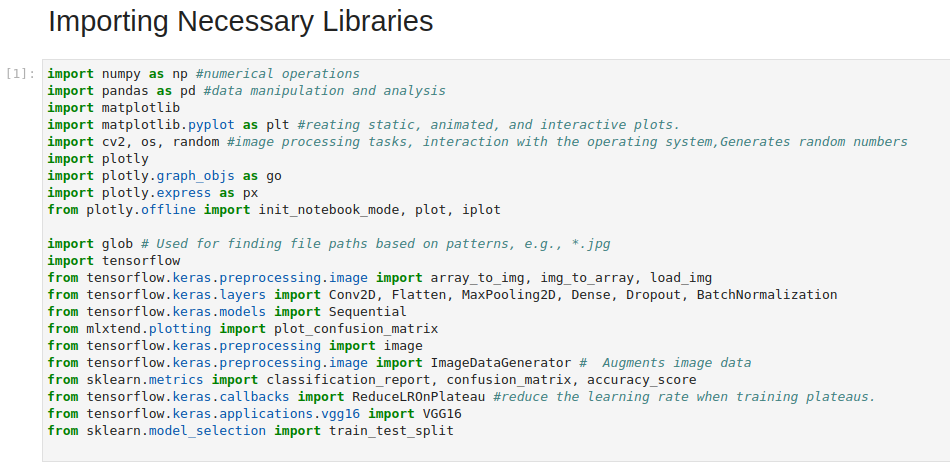 Importing Necessary Libraries
[1]:
import numpy as np #numerical operations
import pandas as pd #data manipulation and analysis
import matplotlib
import matplotlib.pyplot as plt #reating static, animated, and interactive plots.
import cv2, os, random #image processing tasks, interaction with the operating system,Generates random numbers
import plotly
import plotly.graph_objs as go
import plotly.express as px
from plotly.offline import init_notebook_mode, plot, iplot
import glob # Used for finding file paths based on patterns, e.g., *.jpg
import tensorflow
from tensorflow.keras.preprocessing.image import array_to_img, img_to_array, load_img
from tensorflow.keras.layers import Conv2D, Flatten, MaxPooling2D, Dense, Dropout, BatchNormalization
from tensorflow.keras.models import Sequential
from mlxtend.plotting import plot_confusion_matrix
from tensorflow.keras.preprocessing import image
from tensorflow.keras.preprocessing.image import ImageDataGenerator #  Augments image data
from sklearn.metrics import classification_report, confusion_matrix, accuracy_score
from tensorflow.keras.callbacks import ReduceLROnPlateau #reduce the learning rate when training plateaus.
from tensorflow.keras.applications.vgg16 import VGG16
from sklearn.model_selection import train_test_split